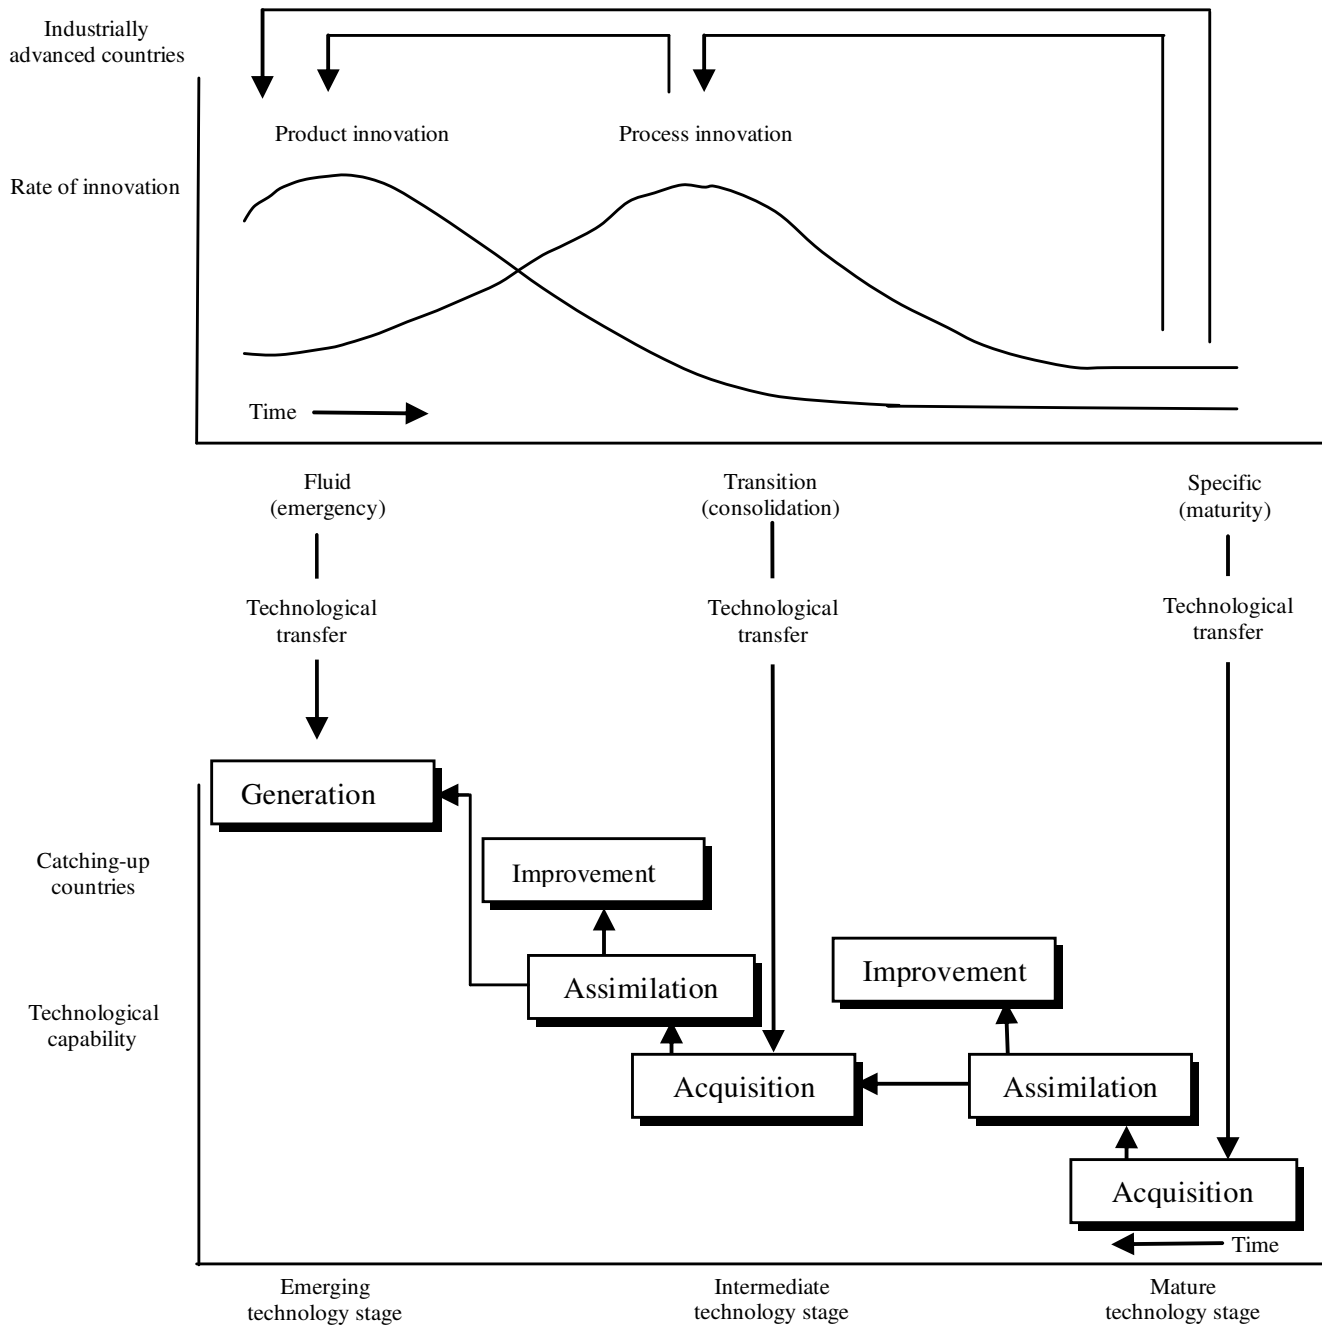 Industrially
advanced countries
Product innovation
Process innovation
Rate of innovation
Time
Fluid
(emergency)
Transition
(consolidation)
Specific
(maturity)
Technological
transfer
Technological
transfer
Technological
transfer
Generation
Catching-up
countries
Improvement
Improvement
Assimilation
Technological
capability
Acquisition
Assimilation
Acquisition
Time
Emerging
technology stage
Intermediate
technology stage
Mature
technology stage